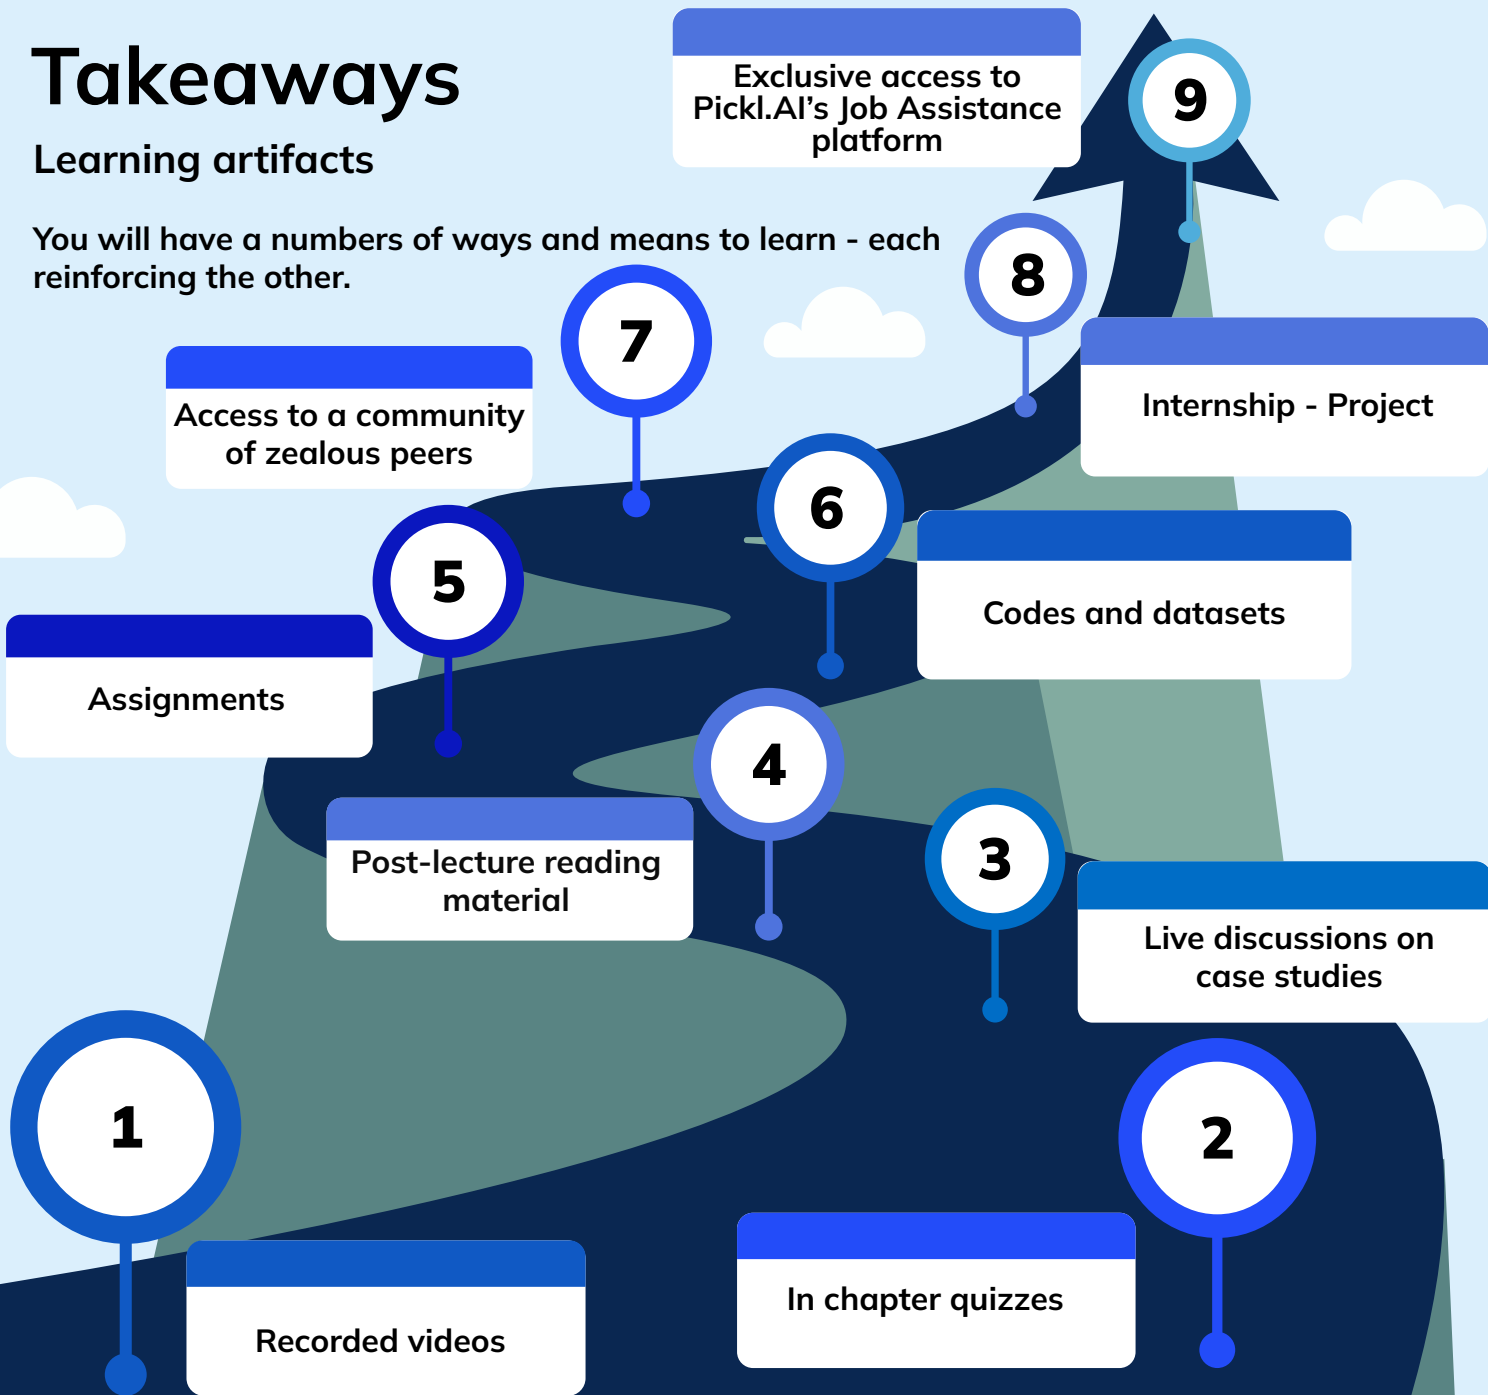 Takeaways
Learning artifacts
You will have a numbers of ways and means to learn - each
reinforcing the other.
Exclusive access to
Pickl.AI’s Job Assistance
platform
9
8
Internship - Project
7
Access to a community
of zealous peers
6
Codes and datasets
5
Assignments
4
Post-lecture reading
material
3
Live discussions on
case studies
2
In chapter quizzes
1
Recorded videos